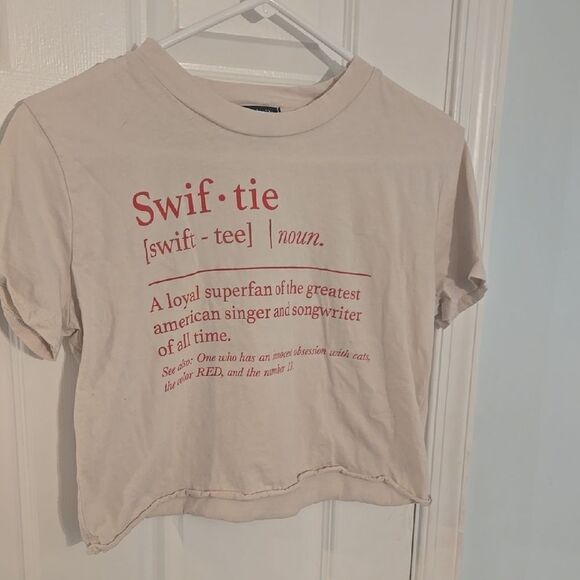 Swif·tie
[swift - tee] | noun.
A loyal superfan of the greatest
american singer and songwriter
of all time.
See also: One who has an obsession with cats,
the color RED, and the number